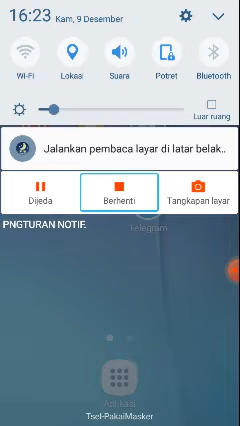 16:23 Kam, 9 Desember
Wi-Fi Lokasi Suara Potret Bluetooth
Luar ruang
Jalankan pembaca layar di latar belak..
Dijeda Berhenti Tangkapan layar
Telegram
PNGTURAN NOTIF.
Aplikasi
Tsel-PakaiMasker